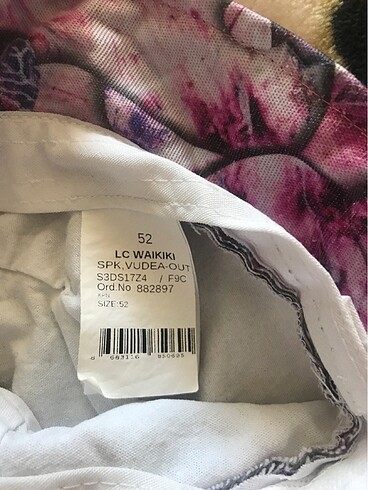 52
LC WAIKIKI
SPK,VUDEA-OUT
S3DS17Z4 / F9C
Ord.No 882897
SIZE:52